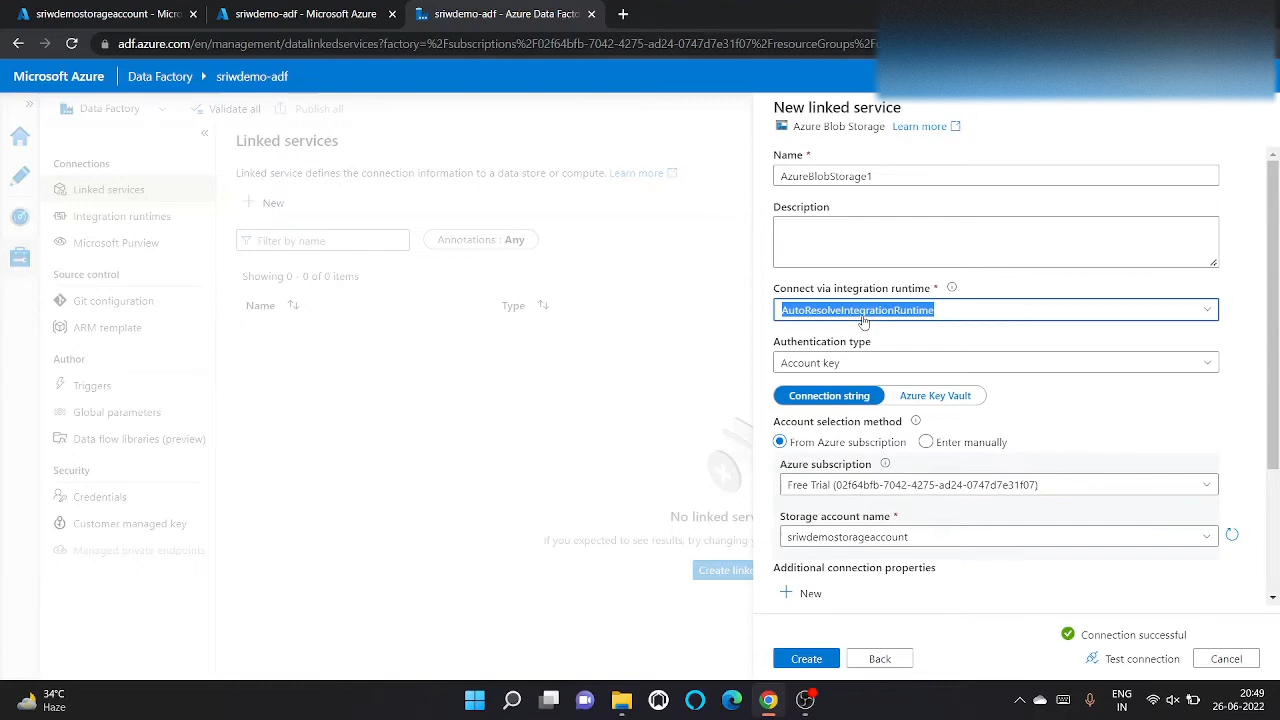 sriwdemostorageaccount - Micros
sriwdemo-adf - Microsoft Azure
sriwdemo-adf - Azure Data Facto
adf.azure.com/en/management/datalinkedservices?factory=%2Fsubscriptions%2F02f64bfb-7042-4275-ad24-0747d7e31f07%2FresourceGroups%2F
Microsoft Azure
Data Factory
sriwdemo-adf
Data Factory
Validate all
Publish all
Connections
Linked services
Integration runtimes
Microsoft Purview
Source control
Git configuration
ARM template
Author
Triggers
Global parameters
Data flow libraries (preview)
Security
Credentials
Customer managed key
Managed private endpoints
Linked services
Linked service defines the connection information to a data store or compute. Learn more
New
Filter by name
Annotations : Any
Showing 0 - 0 of 0 items
Name
Type
No linked serv
If you expected to see results, try changing y
Create linke
New linked service
Azure Blob Storage Learn more
Name *
AzureBlobStorage1
Description
Connect via integration runtime *
AutoResolveIntegrationRuntime
Authentication type
Account key
Connection string
Azure Key Vault
Account selection method
From Azure subscription
Enter manually
Azure subscription
Free Trial (02f64bfb-7042-4275-ad24-0747d7e31f07)
Storage account name *
sriwdemostorageaccount
Additional connection properties
New
Connection successful
Create
Back
Test connection
Cancel
34°C
Haze
ENG
IN
20:49
26-06-2022